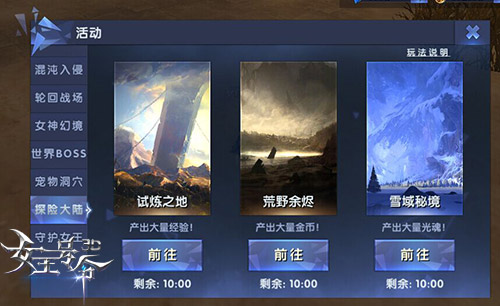 活动
玩法说明
混沌入侵
轮回战场
女神幻境
世界BOSS
宠物洞穴
探险大陆
守护女王
试炼之地
产出大量经验!
前往
剩余: 10:00
荒野余烬
产出大量金币!
前往
剩余: 10:00
雪域秘境
产出大量光魂!
前往
剩余: 10:00